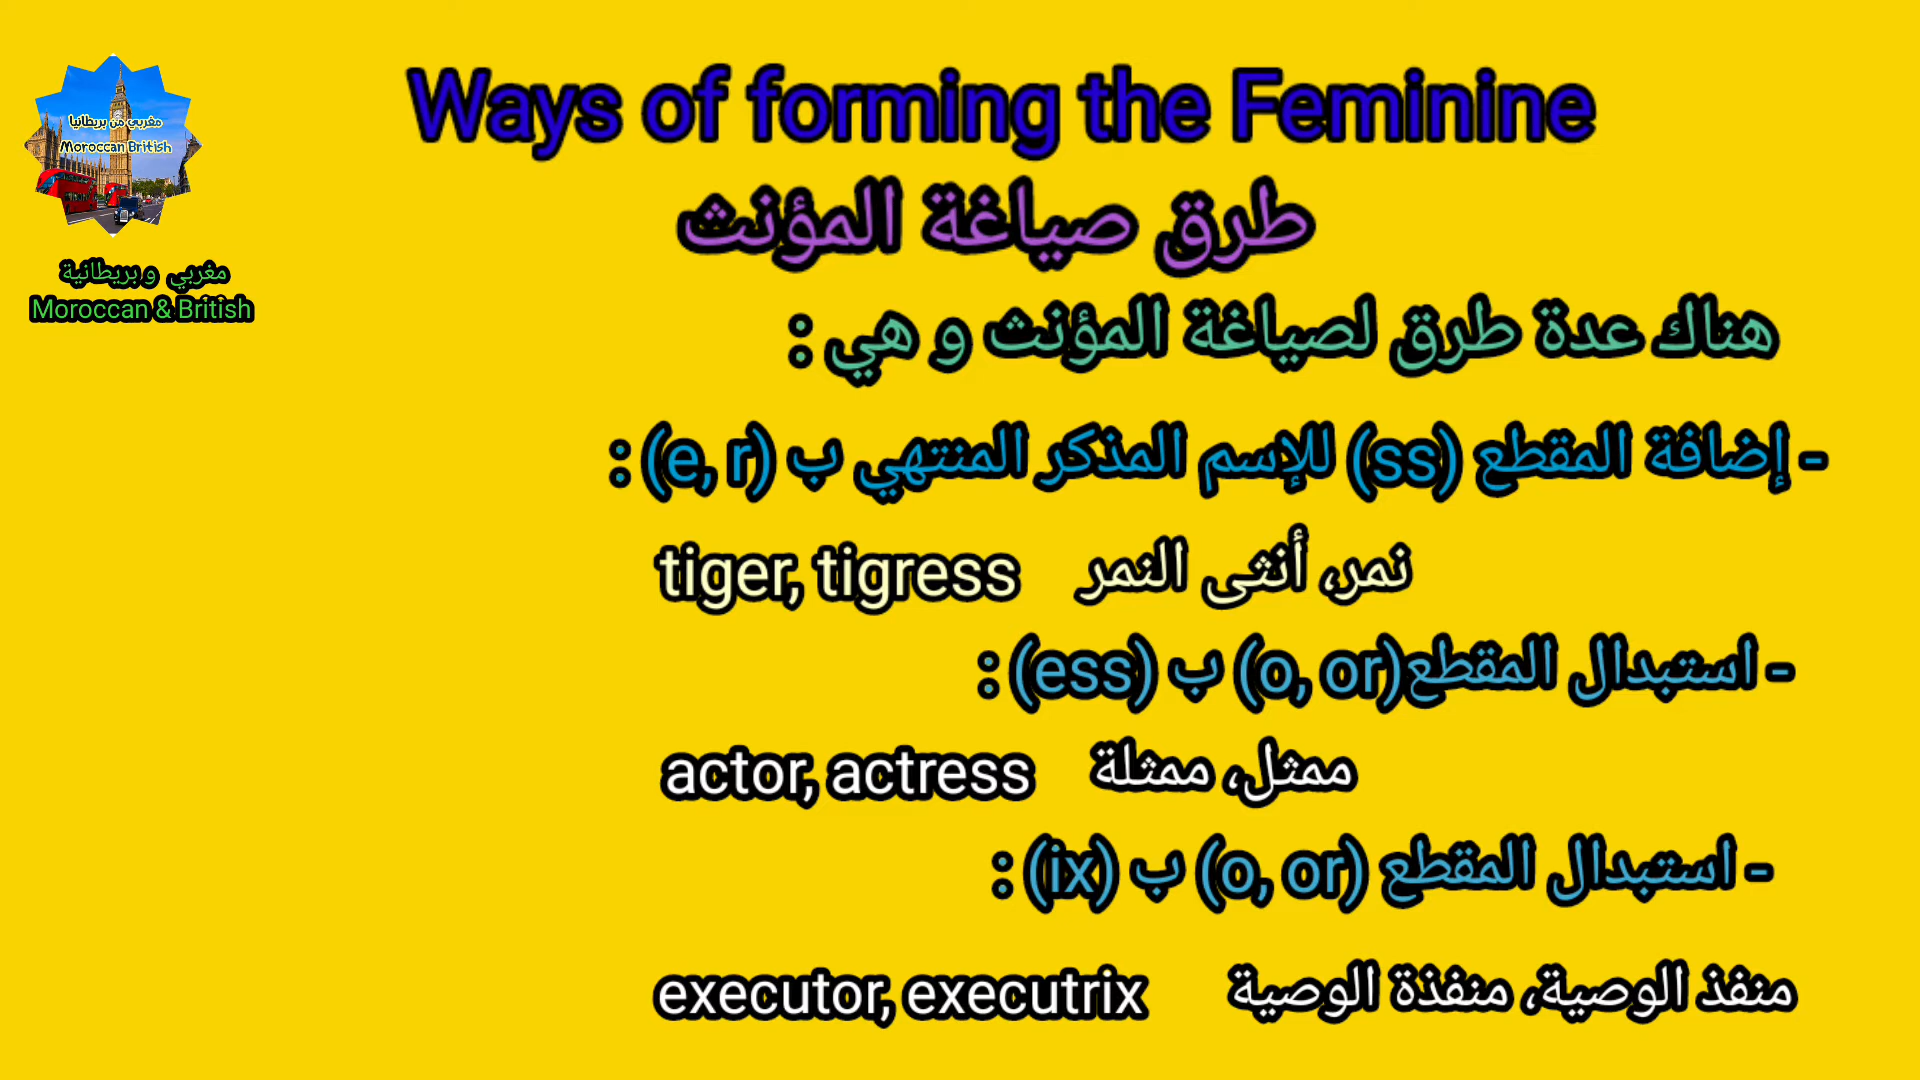 Ways of forming the Feminine
مغربي من بريطانيا
Moroccan British
طرق صياغة المؤنث
مغربي و بريطانية
Moroccan & British
هناك عدة طرق لصياغة المؤنث و هي :
- إضافة المقطع (ss) للإسم المذكر المنتهي ب (e, r) :
tiger, tigress نمر، أنثى النمر
- استبدال المقطع(o, or) ب (ess) :
actor, actress ممثل، ممثلة
- استبدال المقطع (o, or) ب (ix) :
executor, executrix منفذ الوصية، منفذة الوصية